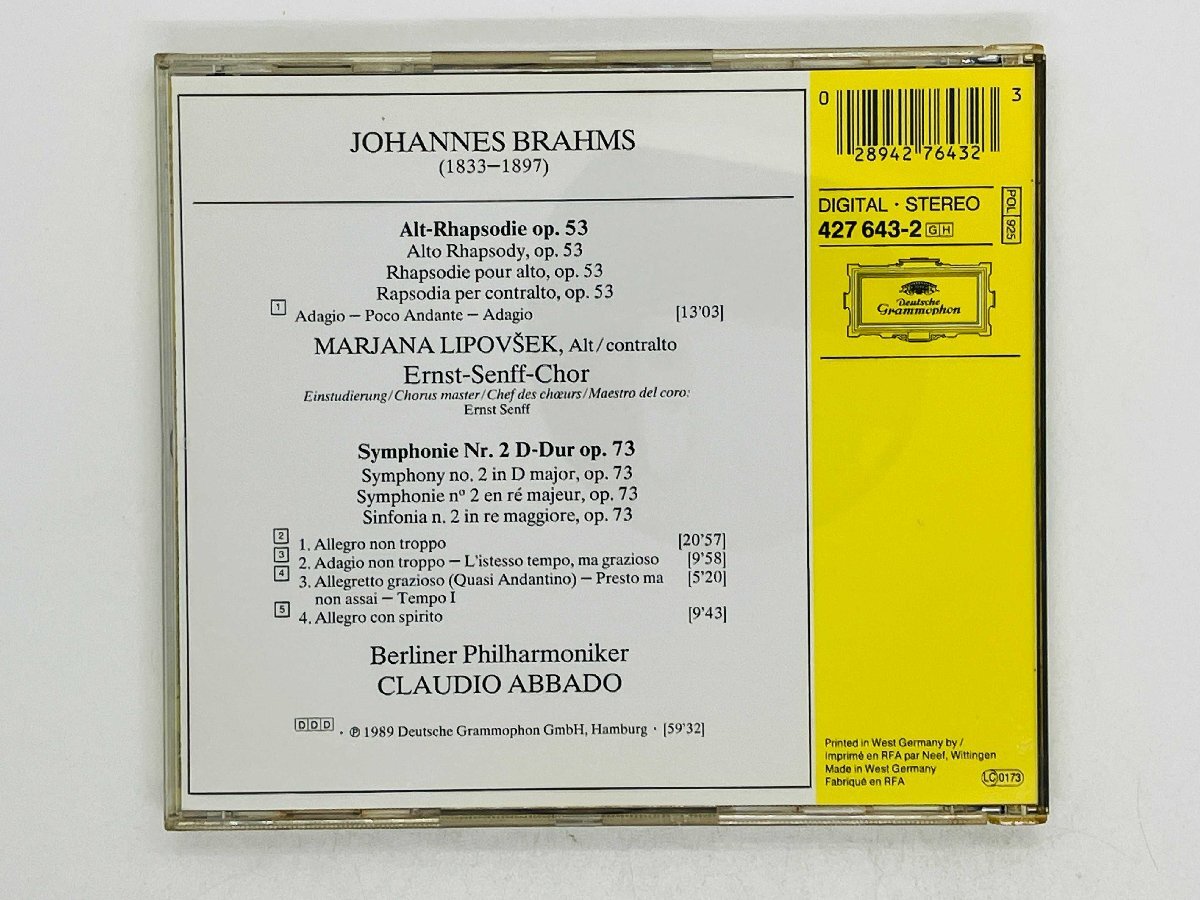 JOHANNES BRAHMS
(1833–1897)
Alt-Rhapsodie op. 53
Alto Rhapsody, op. 53
Rhapsodie pour alto, op. 53
Rapsodia per contralto, op. 53
1 Adagio – Poco Andante – Adagio [13'03]
MARJANA LIPOVŠEK, Alt/contralto
Ernst-Senff-Chor
Einstudierung/Chorus master/Chef des chœurs/Maestro del coro:
Ernst Senff
Symphonie Nr. 2 D-Dur op. 73
Symphony no. 2 in D major, op. 73
Symphonie nº 2 en ré majeur, op. 73
Sinfonia n. 2 in re maggiore, op. 73
2 1. Allegro non troppo [20'57]
3 2. Adagio non troppo – L'istesso tempo, ma grazioso [9'58]
4 3. Allegretto grazioso (Quasi Andantino) – Presto ma [5'20]
non assai – Tempo I
5 4. Allegro con spirito [9'43]
Berliner Philharmoniker
CLAUDIO ABBADO
DDD · ℗ 1989 Deutsche Grammophon GmbH, Hamburg · [59'32]
0 28942 76432 3
DIGITAL · STEREO
427 643-2 GH
POL 925
Deutsche
Grammophon
Printed in West Germany by /
Imprimé en RFA par Neef, Wittingen
Made in West Germany
Fabriqué en RFA
LC 0173